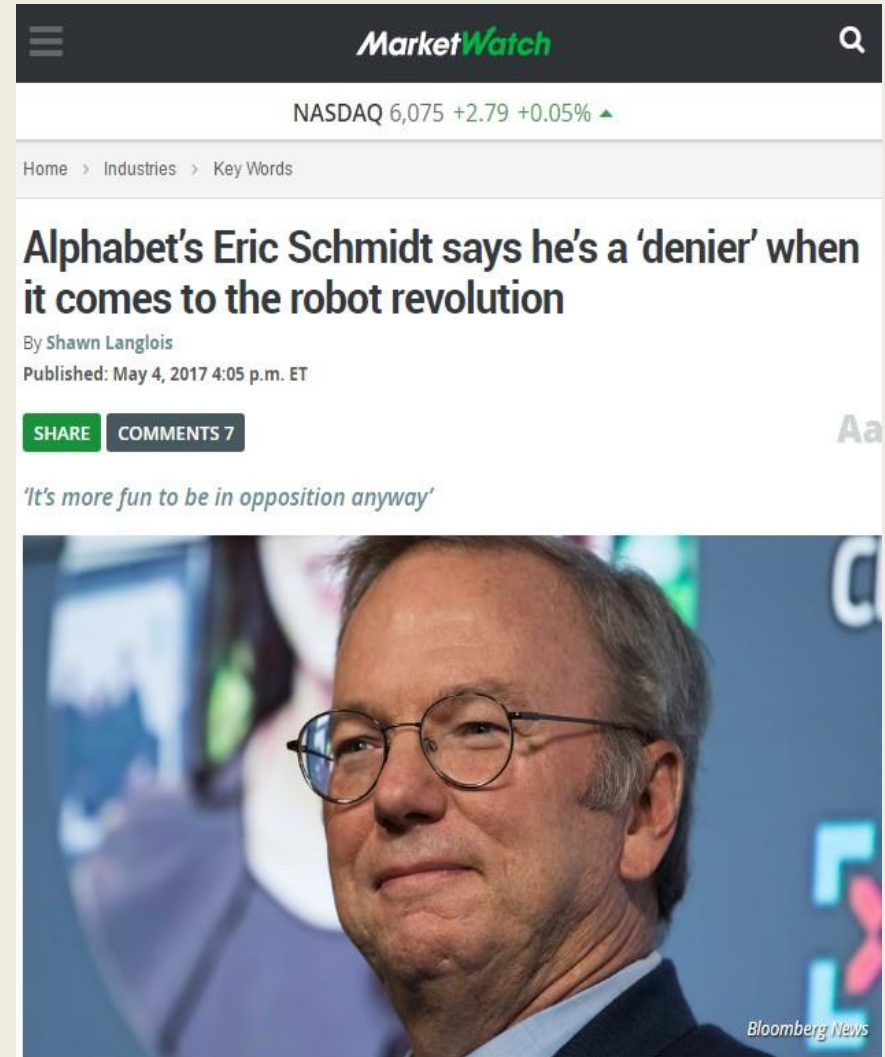 MarketWatch
NASDAQ 6,075 +2.79 +0.05%
Home > Industries > Key Words
Alphabet’s Eric Schmidt says he’s a ‘denier’ when
it comes to the robot revolution
By Shawn Langlois
Published: May 4, 2017 4:05 p.m. ET
SHARE COMMENTS 7
Aa
‘It’s more fun to be in opposition anyway’
Bloomberg News